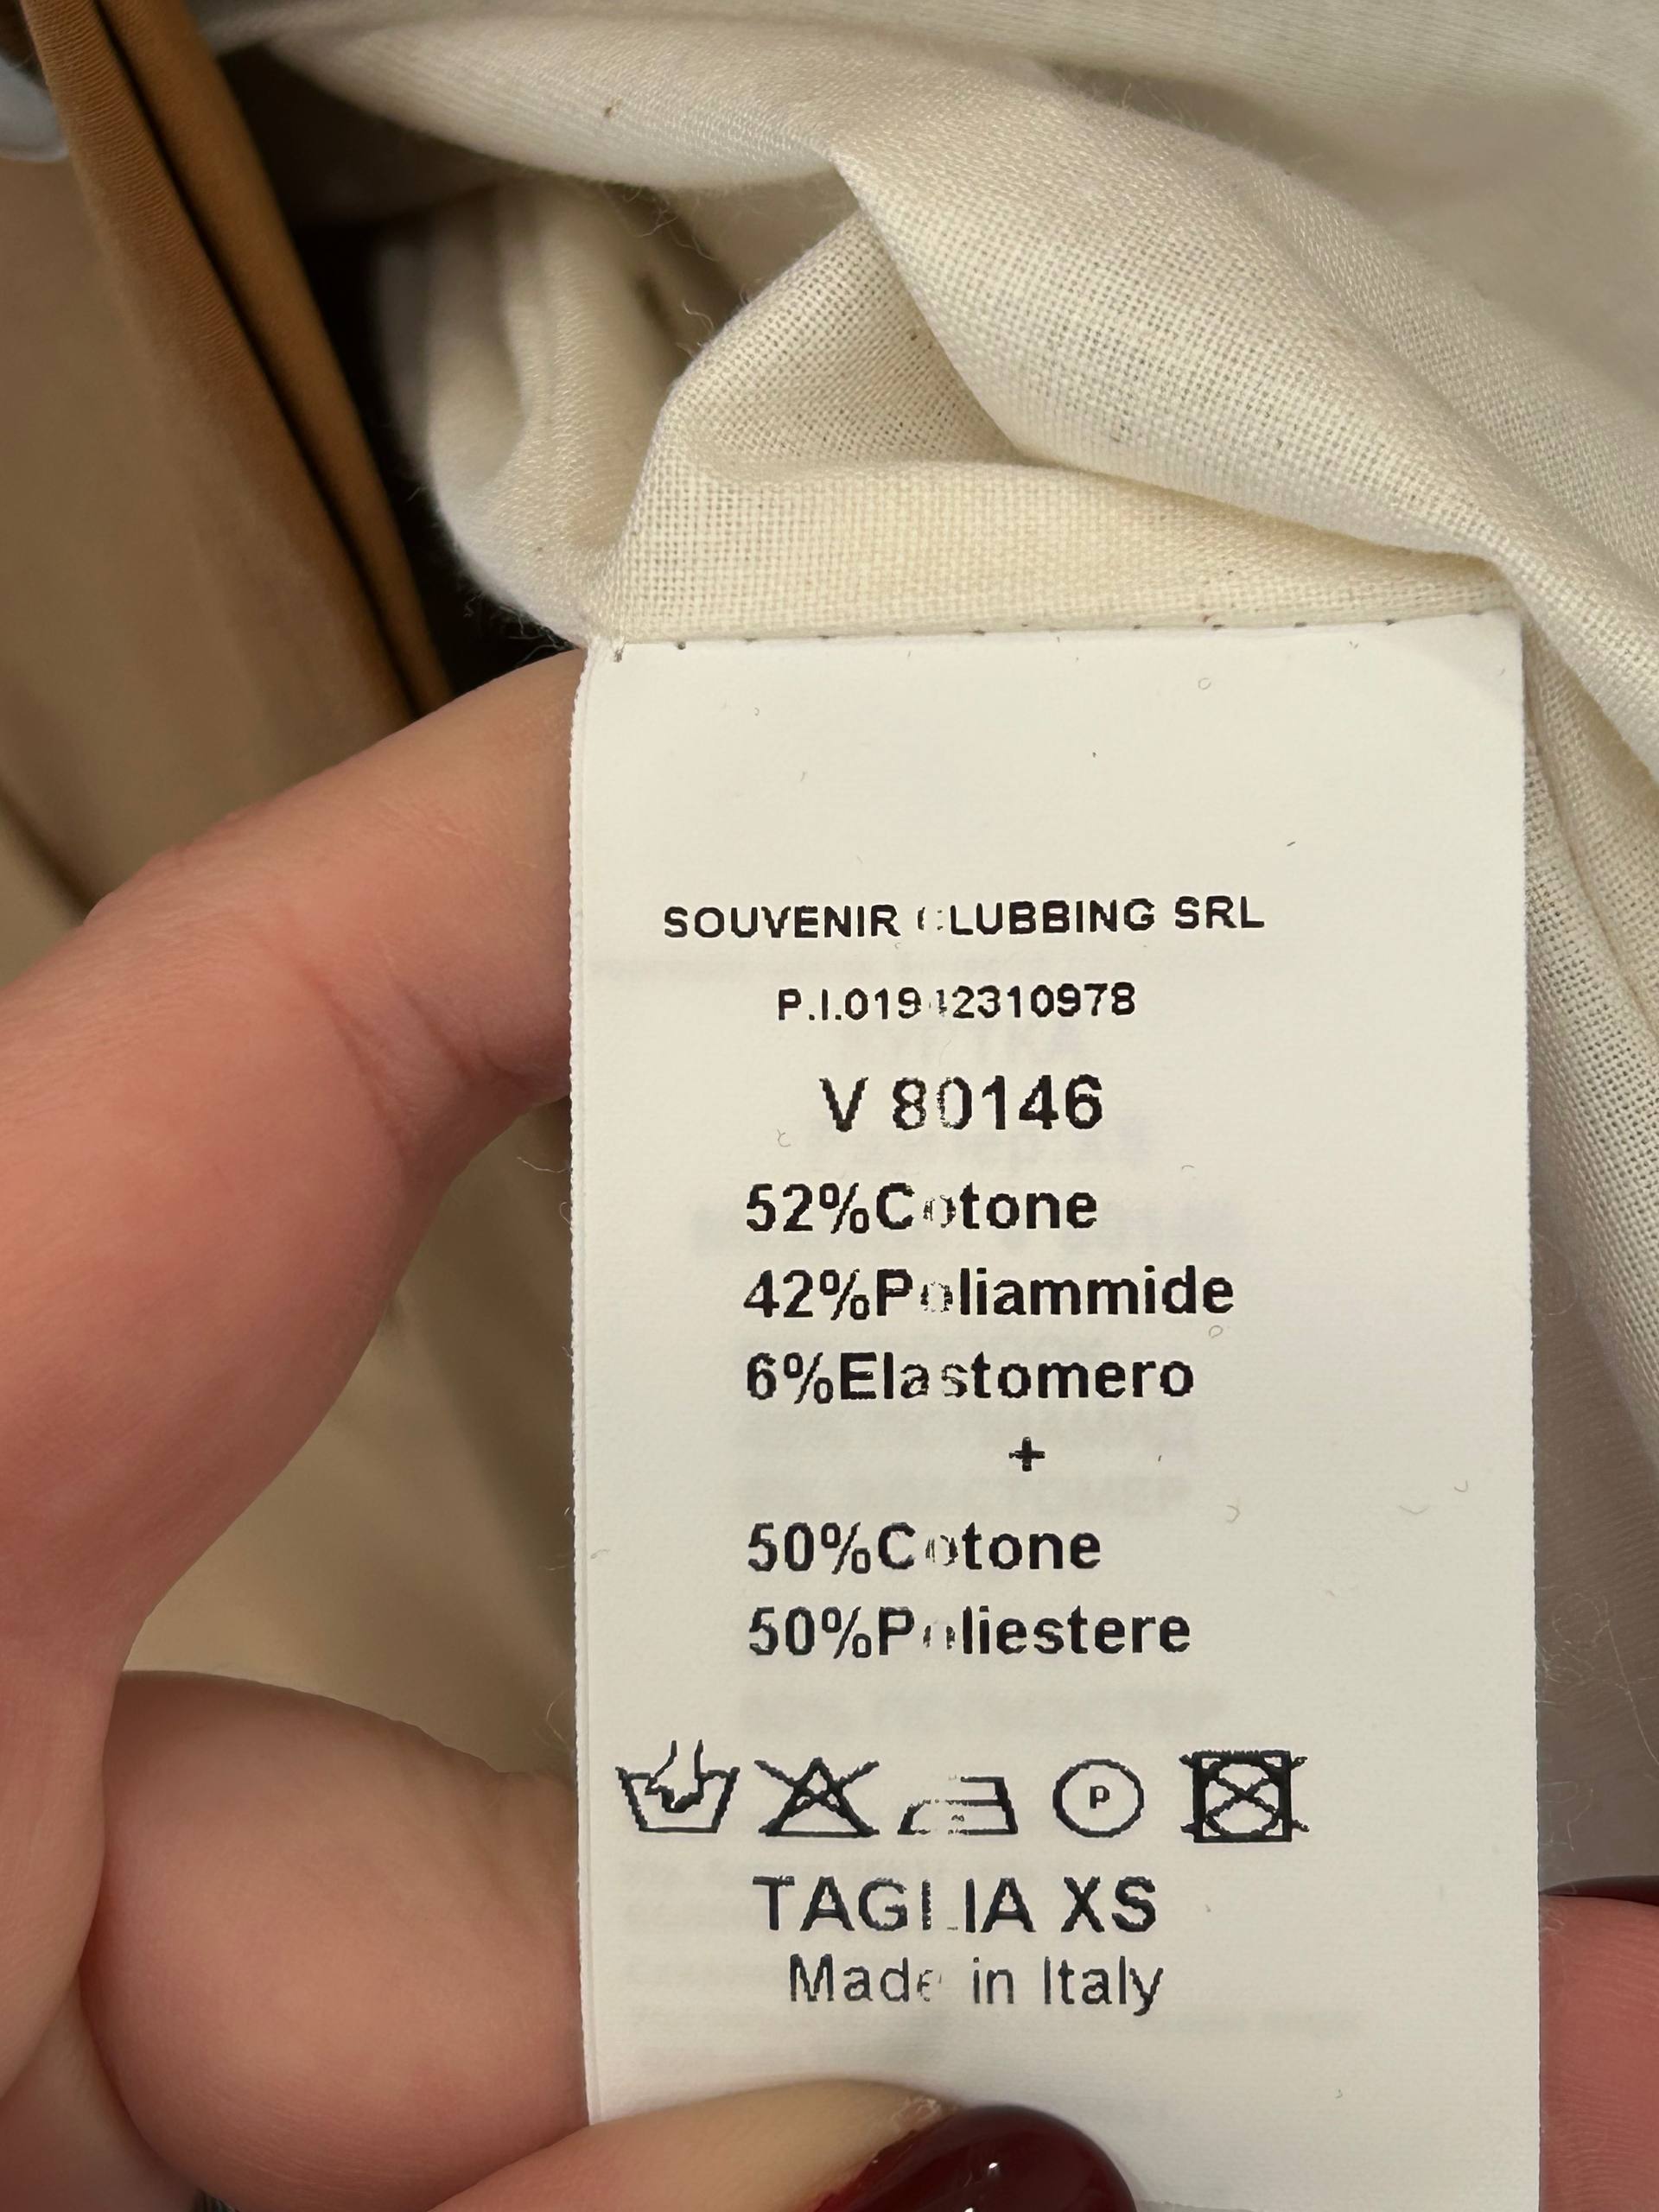 SOUVENIR CLUBBING SRL
P.I.01942310978
V 80146
52%Cotone
42%Poliammide
6%Elastomero
+
50%Cotone
50%Poliestere
P
TAGLIA XS
Made in Italy